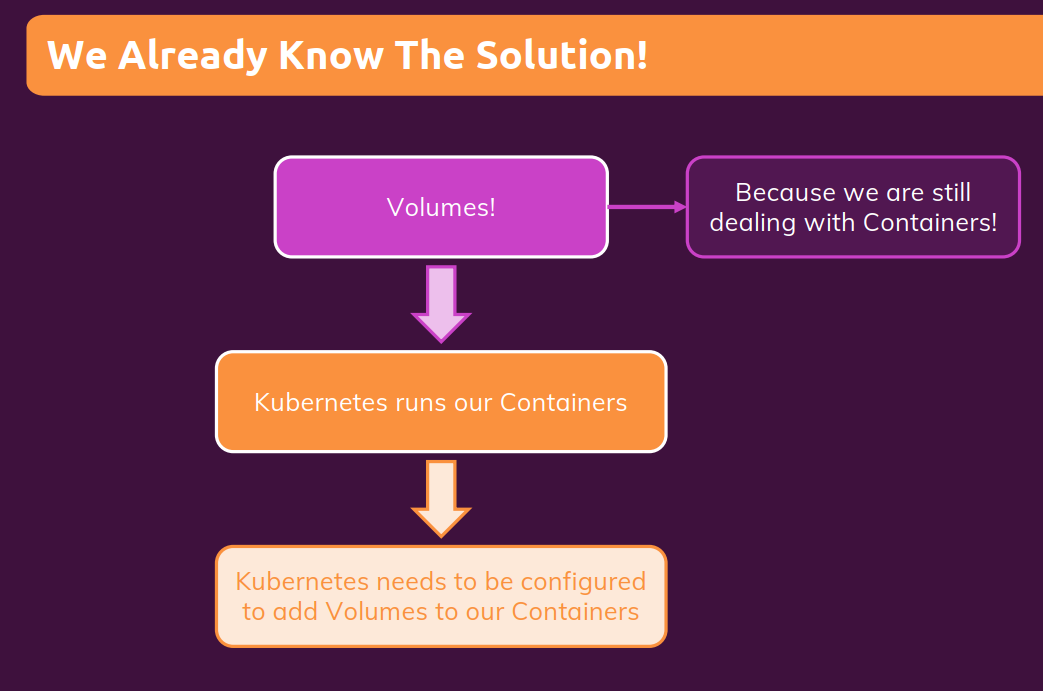 We Already Know The Solution!
Volumes!
Because we are still
dealing with Containers!
Kubernetes runs our Containers
Kubernetes needs to be configured
to add Volumes to our Containers